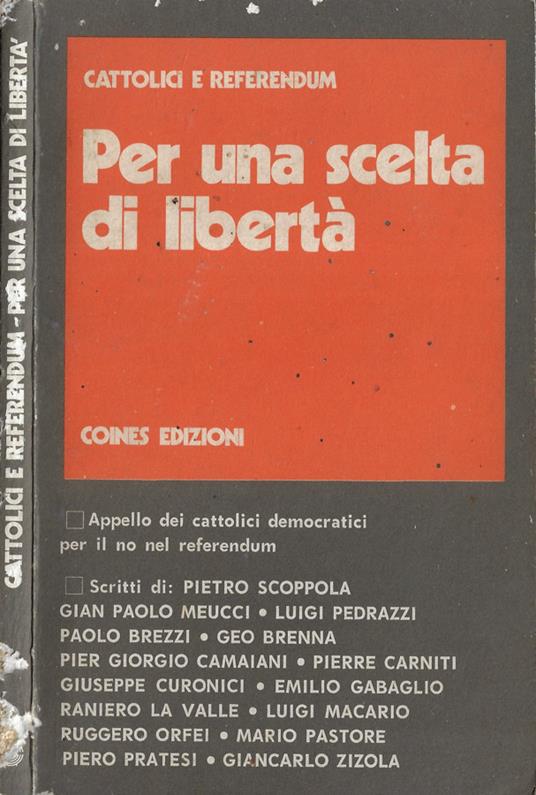 CATTOLICI E REFERENDUM - PER UNA SCELTA DI LIBERTA'
CATTOLICI E REFERENDUM
Per una scelta
di libertà
COINES EDIZIONI
Appello dei cattolici democratici
per il no nel referendum
Scritti di: PIETRO SCOPPOLA
GIAN PAOLO MEUCCI • LUIGI PEDRAZZI
PAOLO BREZZI • GEO BRENNA
PIER GIORGIO CAMAIANI • PIERRE CARNITI
GIUSEPPE CURONICI • EMILIO GABAGLIO
RANIERO LA VALLE • LUIGI MACARIO
RUGGERO ORFEI • MARIO PASTORE
PIERO PRATESI • GIANCARLO ZIZOLA